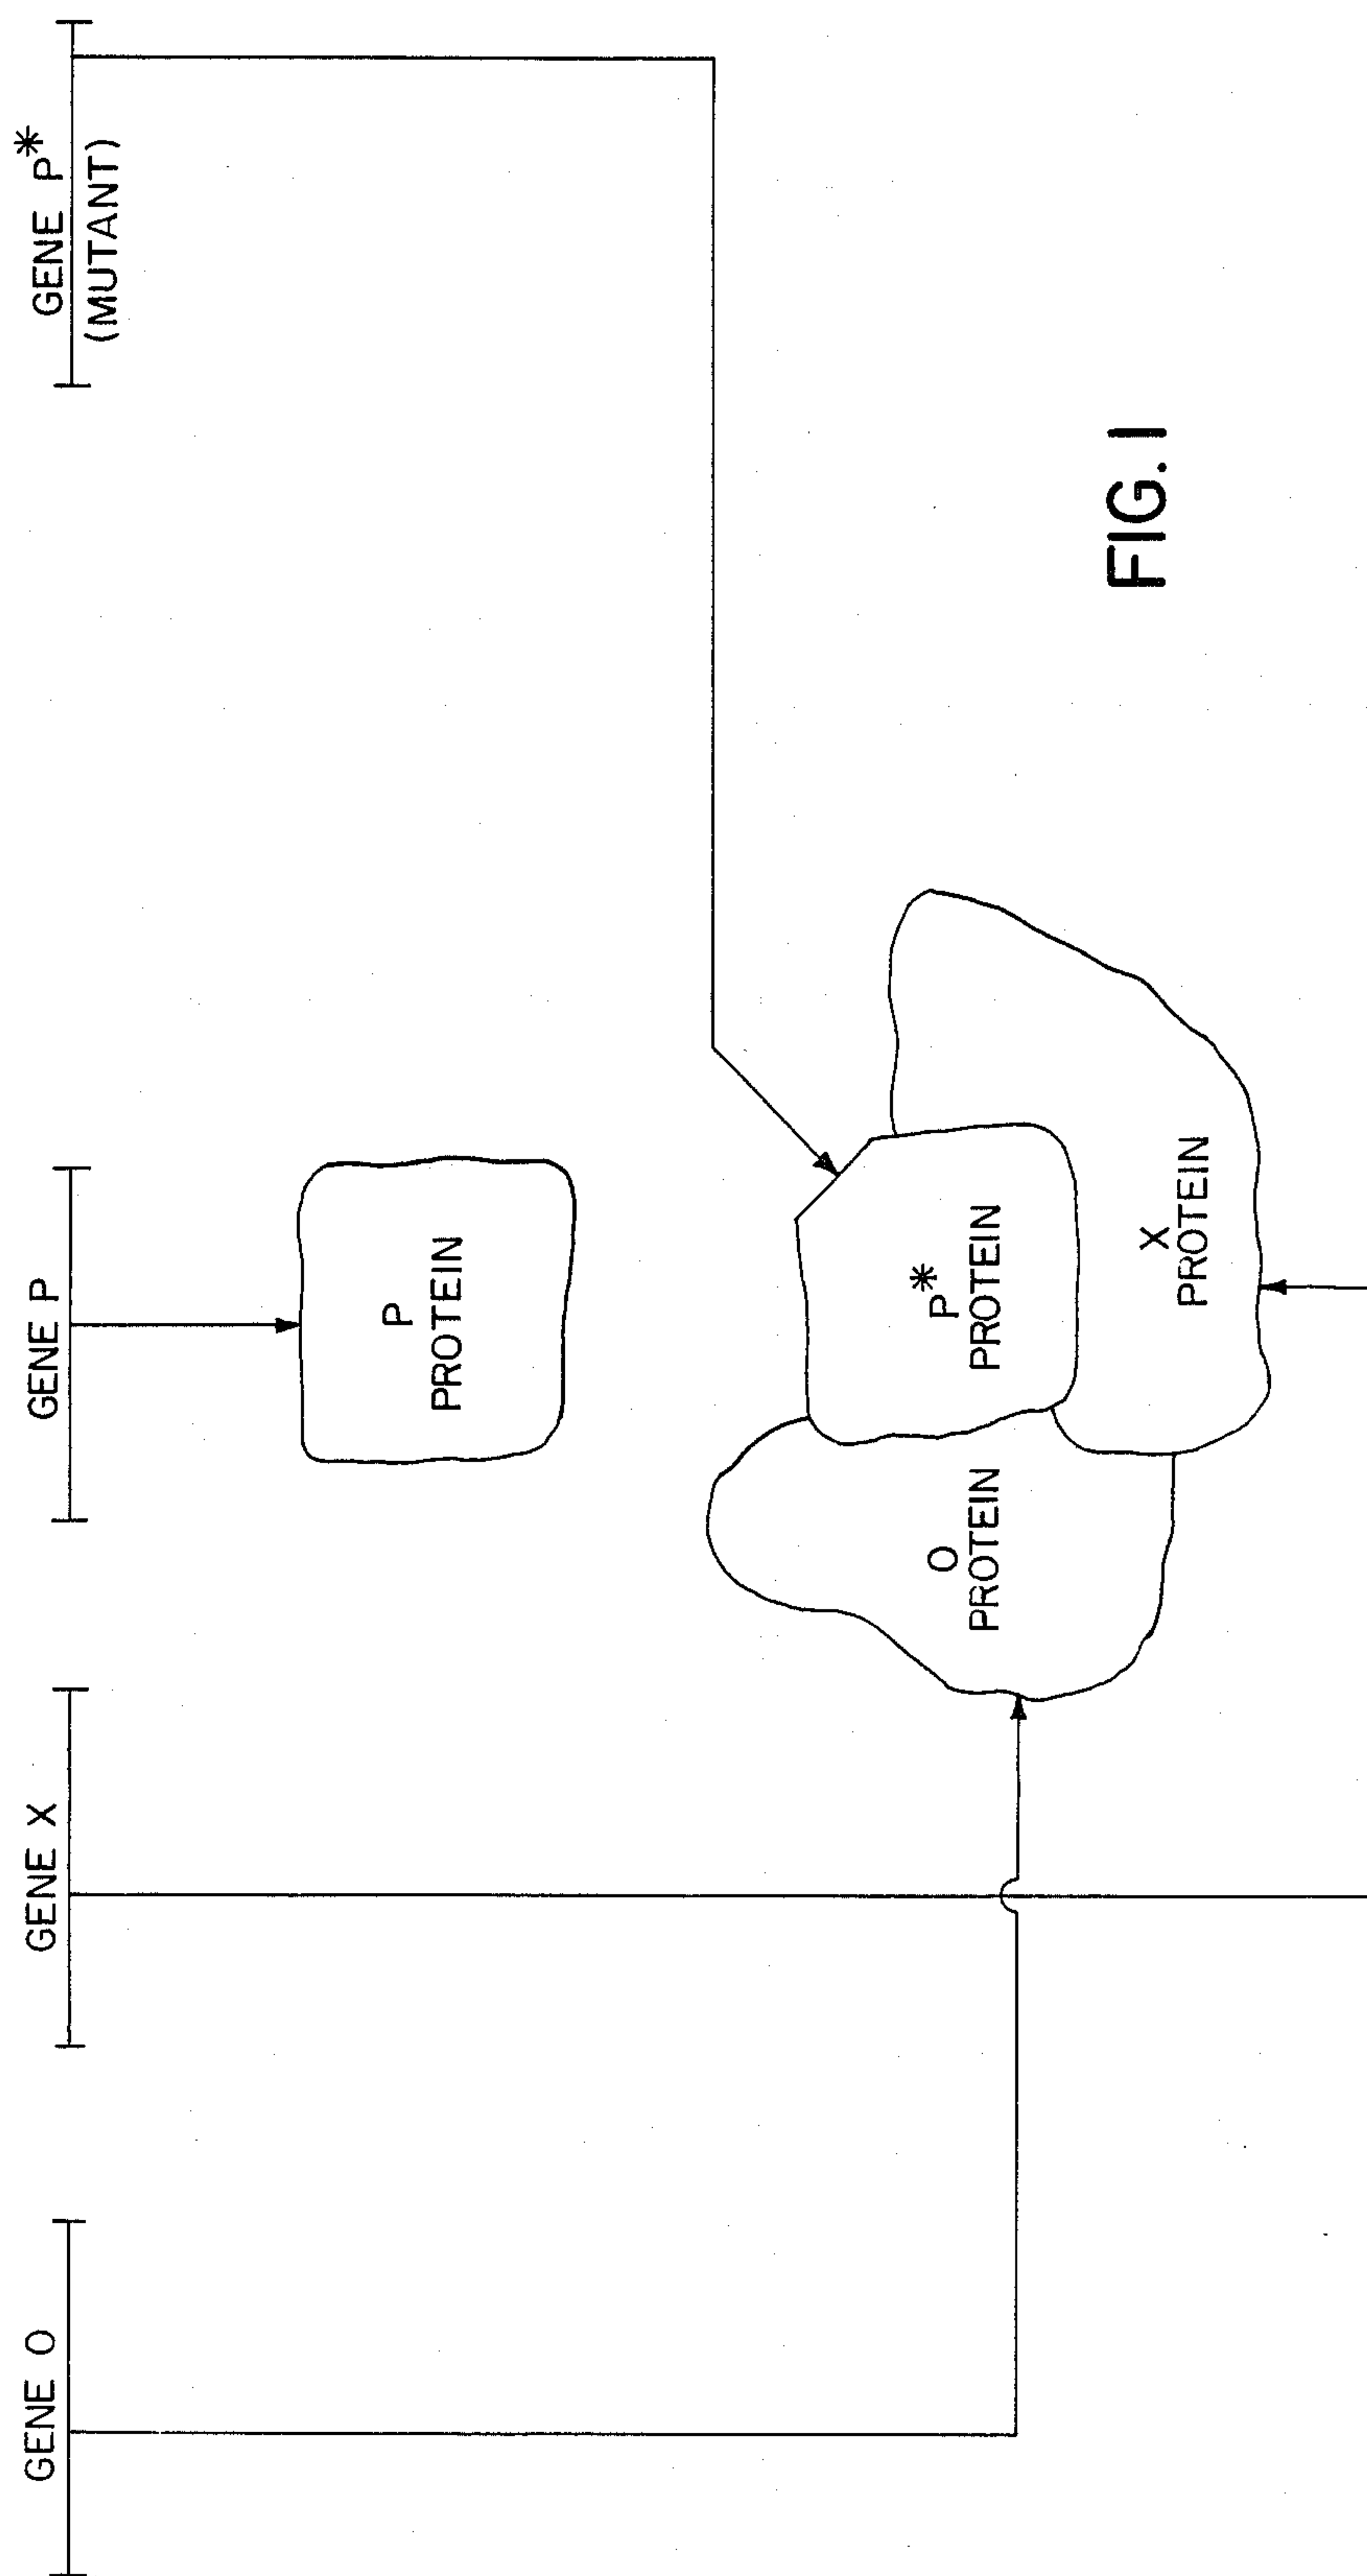 GENE O
GENE X
GENE P
GENE P*
(MUTANT)
P
PROTEIN
O
PROTEIN
P*
PROTEIN
X
PROTEIN
FIG. 1